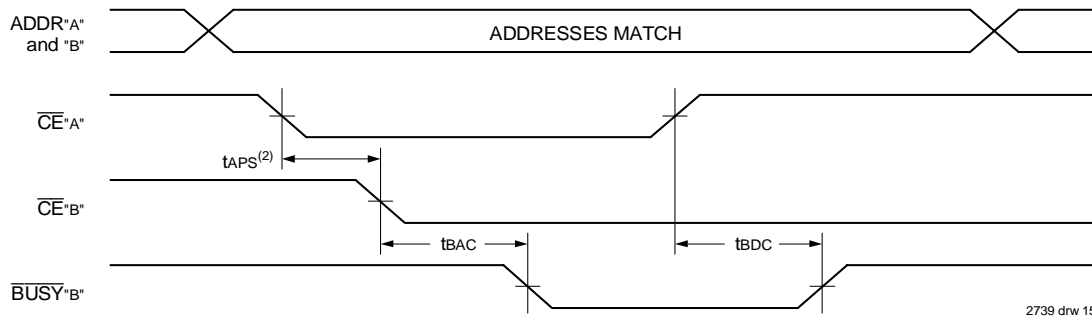 ADDR"A"
and "B"
ADDRESSES MATCH
CE"A"
tAPS(2)
CE"B"
tBAC
tBDC
BUSY"B"
2739 drw 15